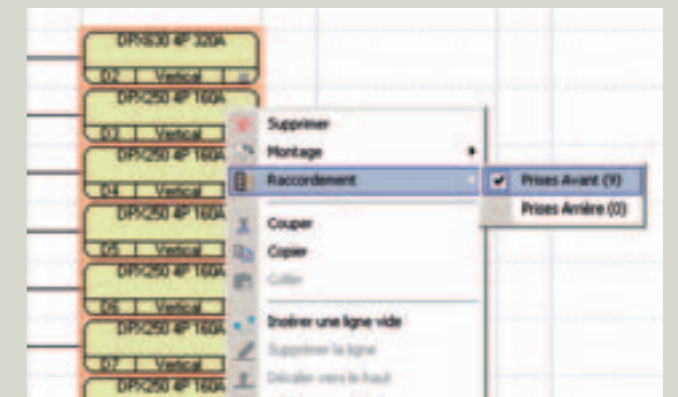 DPX630 4P 320A
D2 Vertical
DPX250 4P 160A
D3 Vertical
DPX250 4P 160A
D4 Vertical
DPX250 4P 160A
D5 Vertical
DPX250 4P 160A
D6 Vertical
DPX250 4P 160A
D7 Vertical
DPX250 4P 160A
Supprimer
Montage
Raccordement
Couper
Copier
Coller
Insérer une ligne vide
Supprimer la ligne
Décaler vers le haut
Prises Avant (9)
Prises Arrière (0)